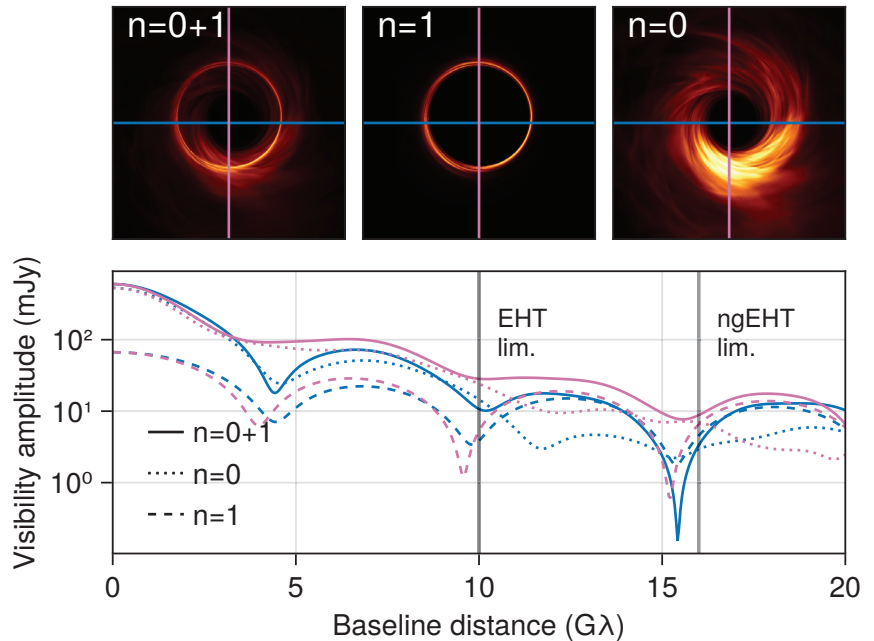 n=0+1
n=1
n=0
Visibility amplitude (mJy)
10²
10¹
10⁰
EHT
lim.
ngEHT
lim.
n=0+1
n=0
n=1
0
5
10
15
20
Baseline distance (Gλ)